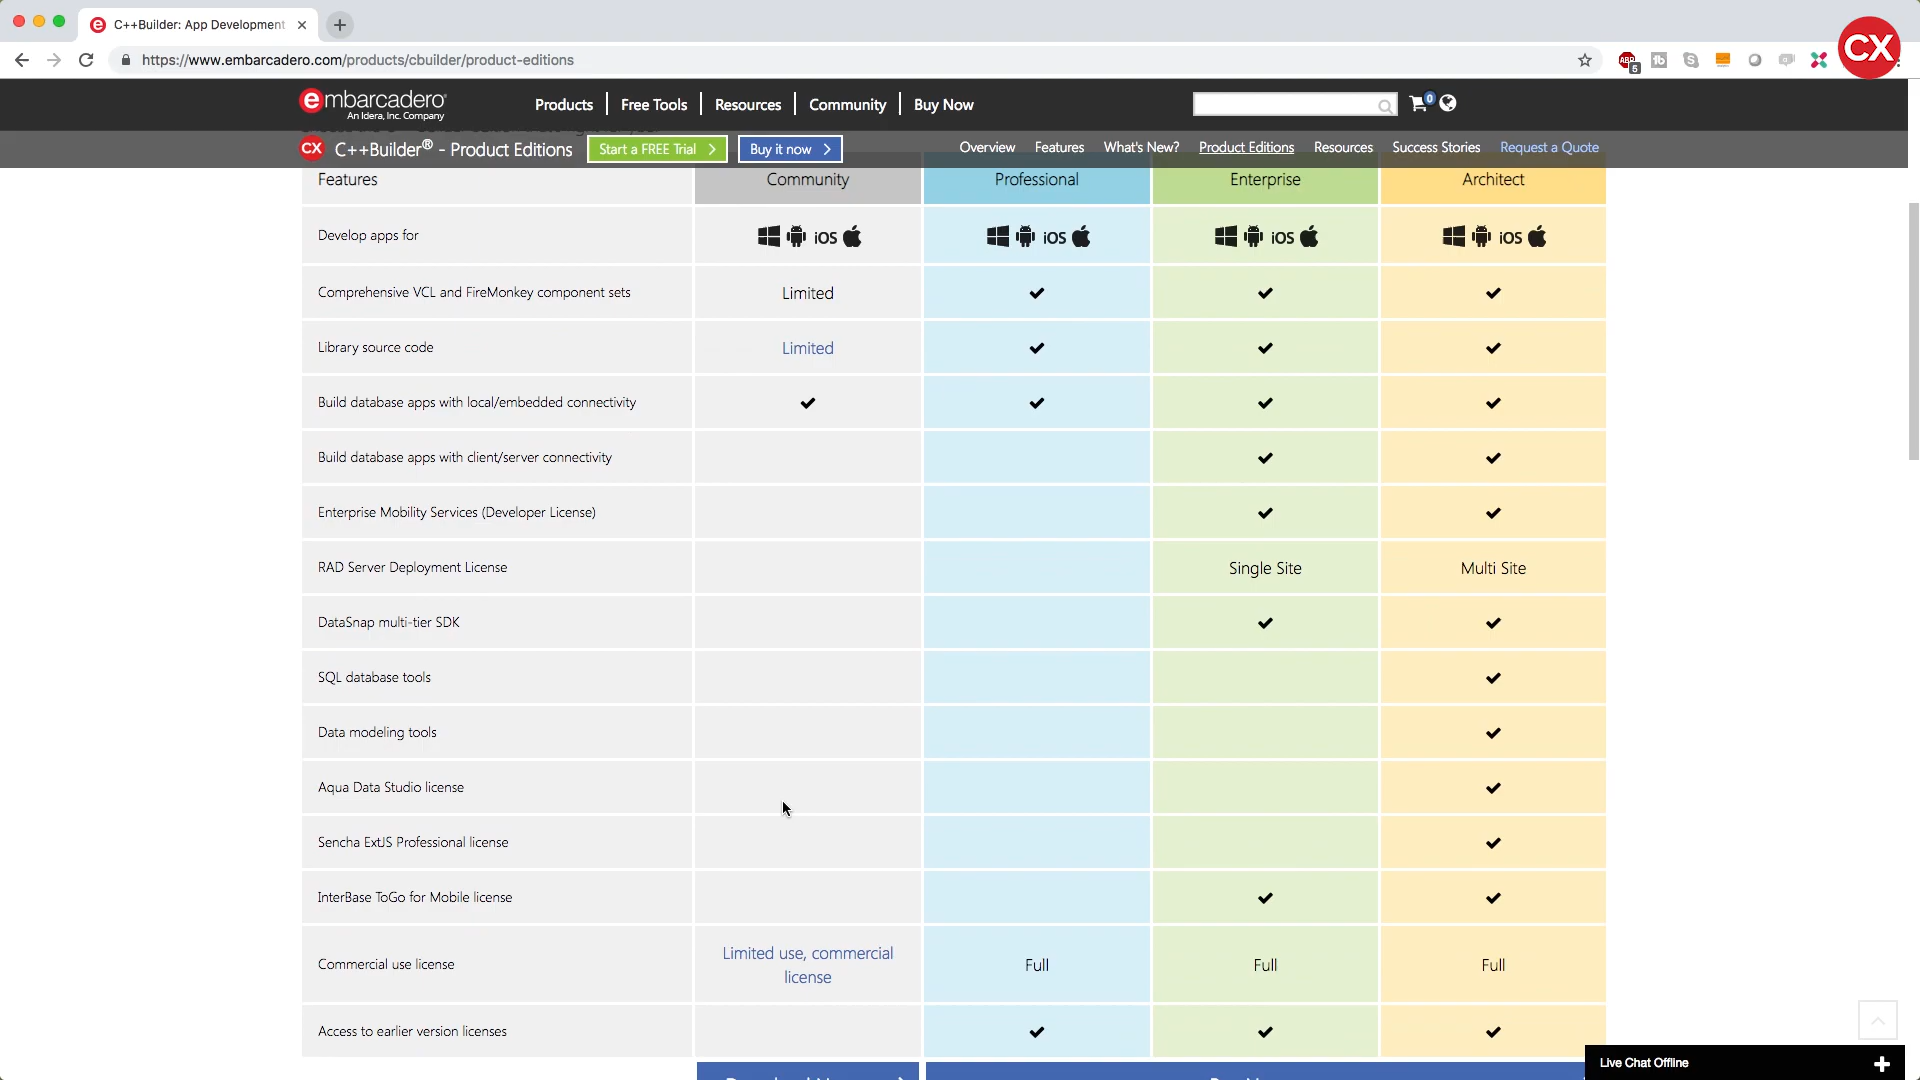 C++Builder: App Development
https://www.embarcadero.com/products/cbuilder/product-editions
ABP
5
CX
embarcadero®
An Idera, Inc. Company
Products
Free Tools
Resources
Community
Buy Now
0
CX
C++Builder® - Product Editions
Start a FREE Trial
Buy it now
Overview
Features
What's New?
Product Editions
Resources
Success Stories
Request a Quote
Features Community Professional Enterprise Architect
Develop apps for iOS iOS iOS iOS
Comprehensive VCL and FireMonkey component sets Limited
Library source code Limited
Build database apps with local/embedded connectivity
Build database apps with client/server connectivity
Enterprise Mobility Services (Developer License)
RAD Server Deployment License Single Site Multi Site
DataSnap multi-tier SDK
SQL database tools
Data modeling tools
Aqua Data Studio license
Sencha ExtJS Professional license
InterBase ToGo for Mobile license
Limited use, commercial
license
Commercial use license Full Full Full
Access to earlier version licenses
Live Chat Offline